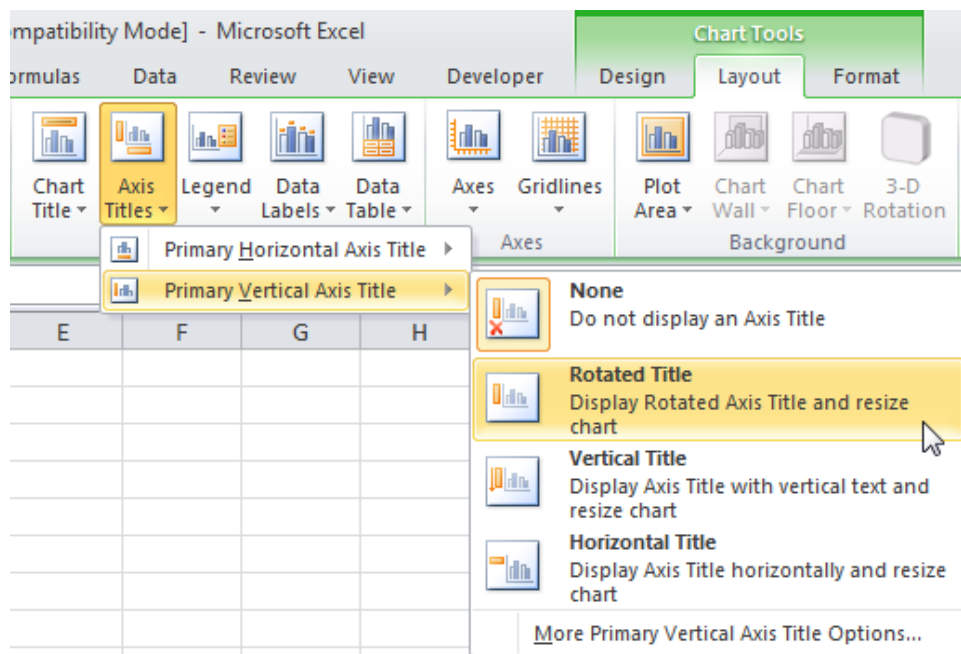 ompatibility Mode] - Microsoft Excel
Chart Tools
ormulas Data Review View Developer Design Layout Format
Chart Title
Axis Titles
Legend
Data Labels
Data Table
Axes
Gridlines
Plot Area
Chart Wall
Chart Floor
3-D Rotation
Axes
Background
Primary Horizontal Axis Title
Primary Vertical Axis Title
E F G H
None
Do not display an Axis Title
Rotated Title
Display Rotated Axis Title and resize
chart
Vertical Title
Display Axis Title with vertical text and
resize chart
Horizontal Title
Display Axis Title horizontally and resize
chart
More Primary Vertical Axis Title Options...